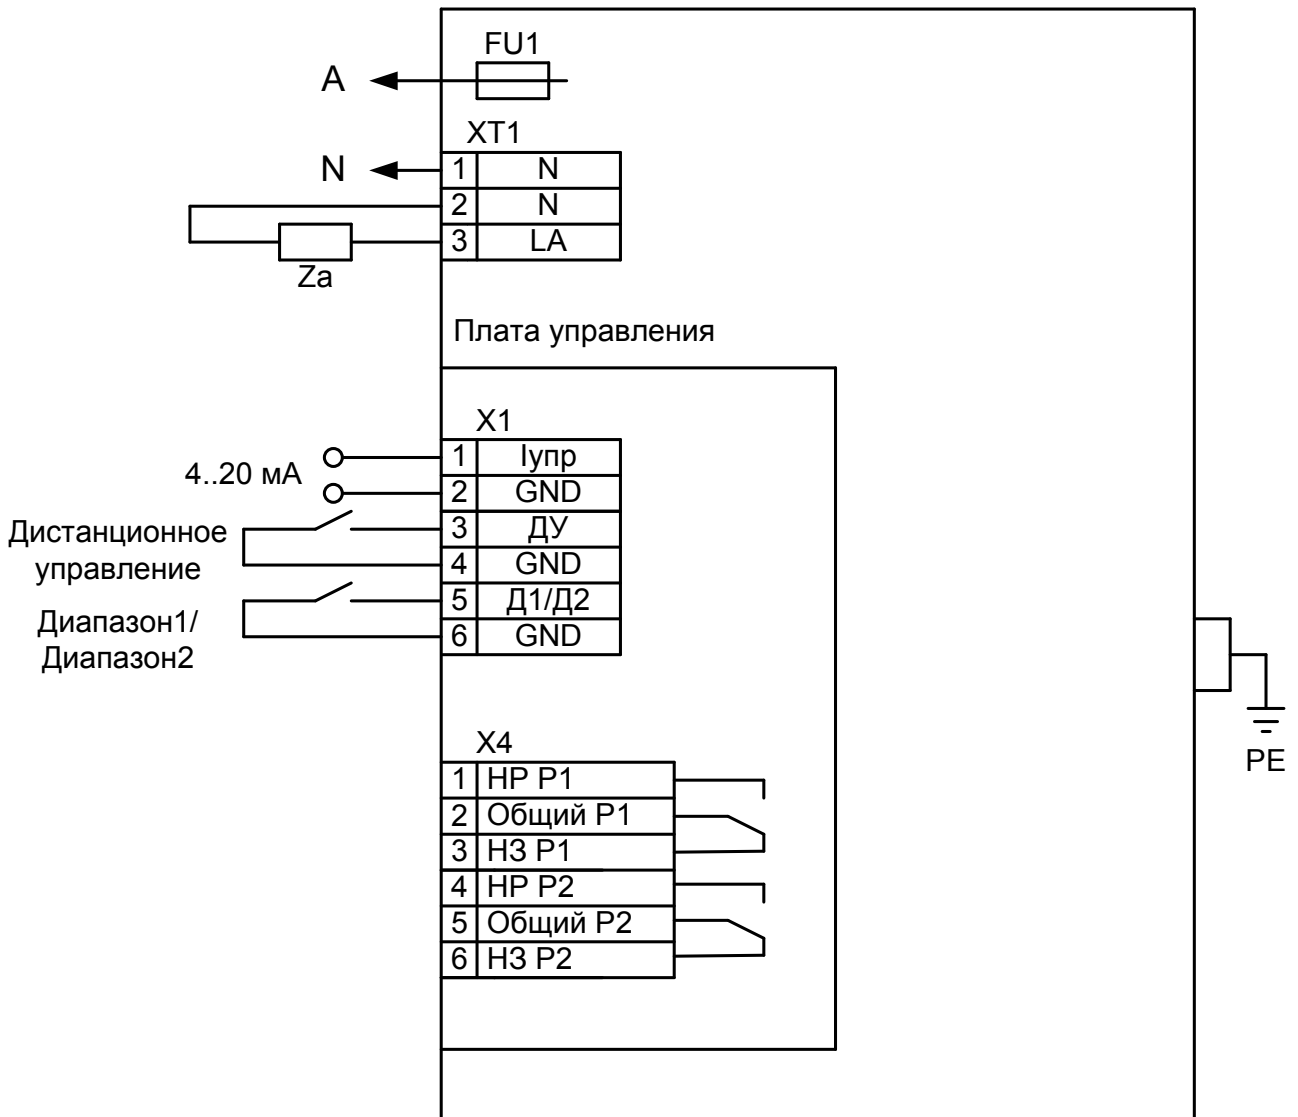 FU1
A
XT1
N
1 N
2 N
3 LA
Za
Плата управления
X1
4..20 мА
1 Iупр
2 GND
Дистанционное
управление
3 ДУ
4 GND
Диапазон1/
Диапазон2
5 Д1/Д2
6 GND
X4
1 НР Р1
2 Общий Р1
3 НЗ Р1
4 НР Р2
5 Общий Р2
6 НЗ Р2
PE